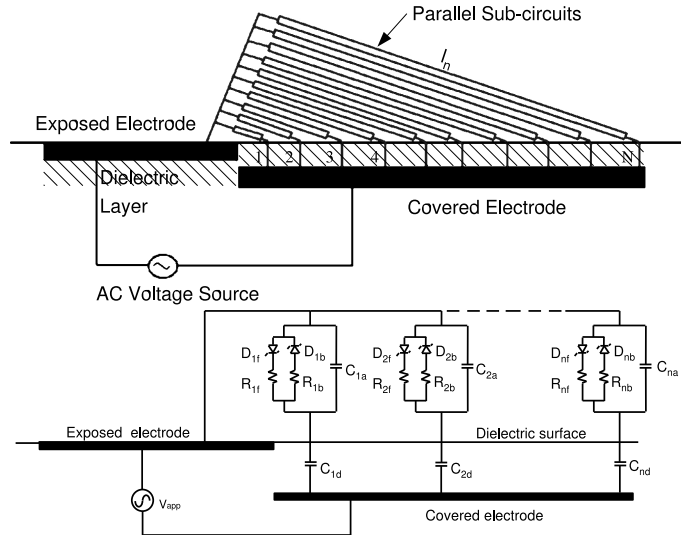 Parallel Sub-circuits
l_n
Exposed Electrode
1 2 3 4 N
Dielectric
Layer
Covered Electrode
AC Voltage Source
D1f D1b C1a D2f D2b C2a Dnf Dnb Cna
R1f R1b R2f R2b Rnf Rnb
Exposed electrode
Dielectric surface
C1d C2d Cnd
Vapp
Covered electrode